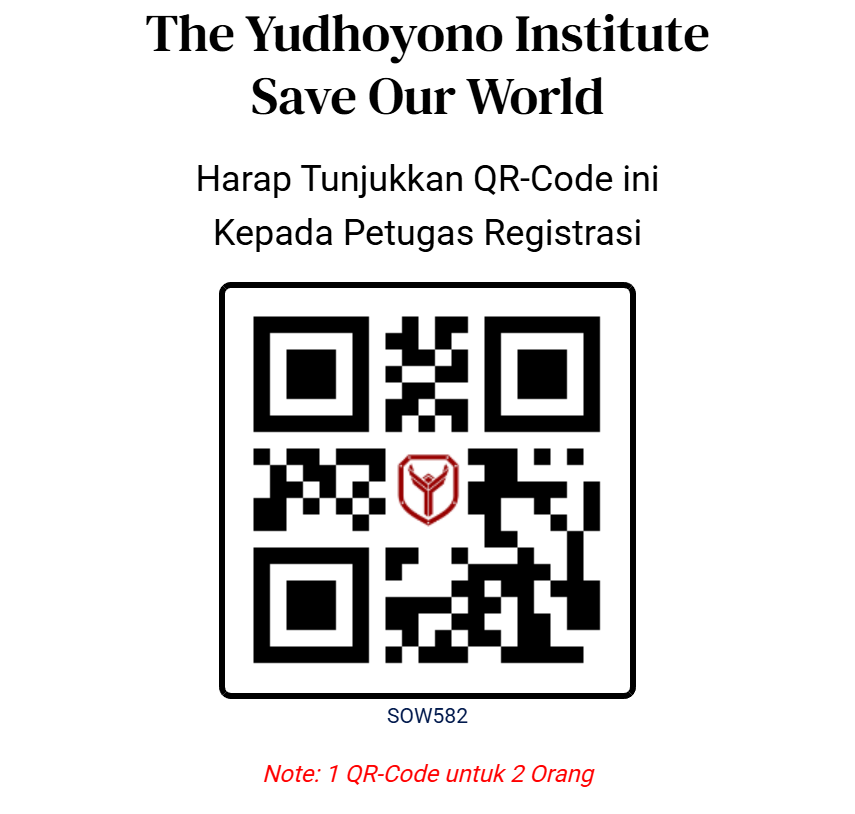 The Yudhoyono Institute
Save Our World
Harap Tunjukkan QR-Code ini
Kepada Petugas Registrasi
SOW582
Note: 1 QR-Code untuk 2 Orang